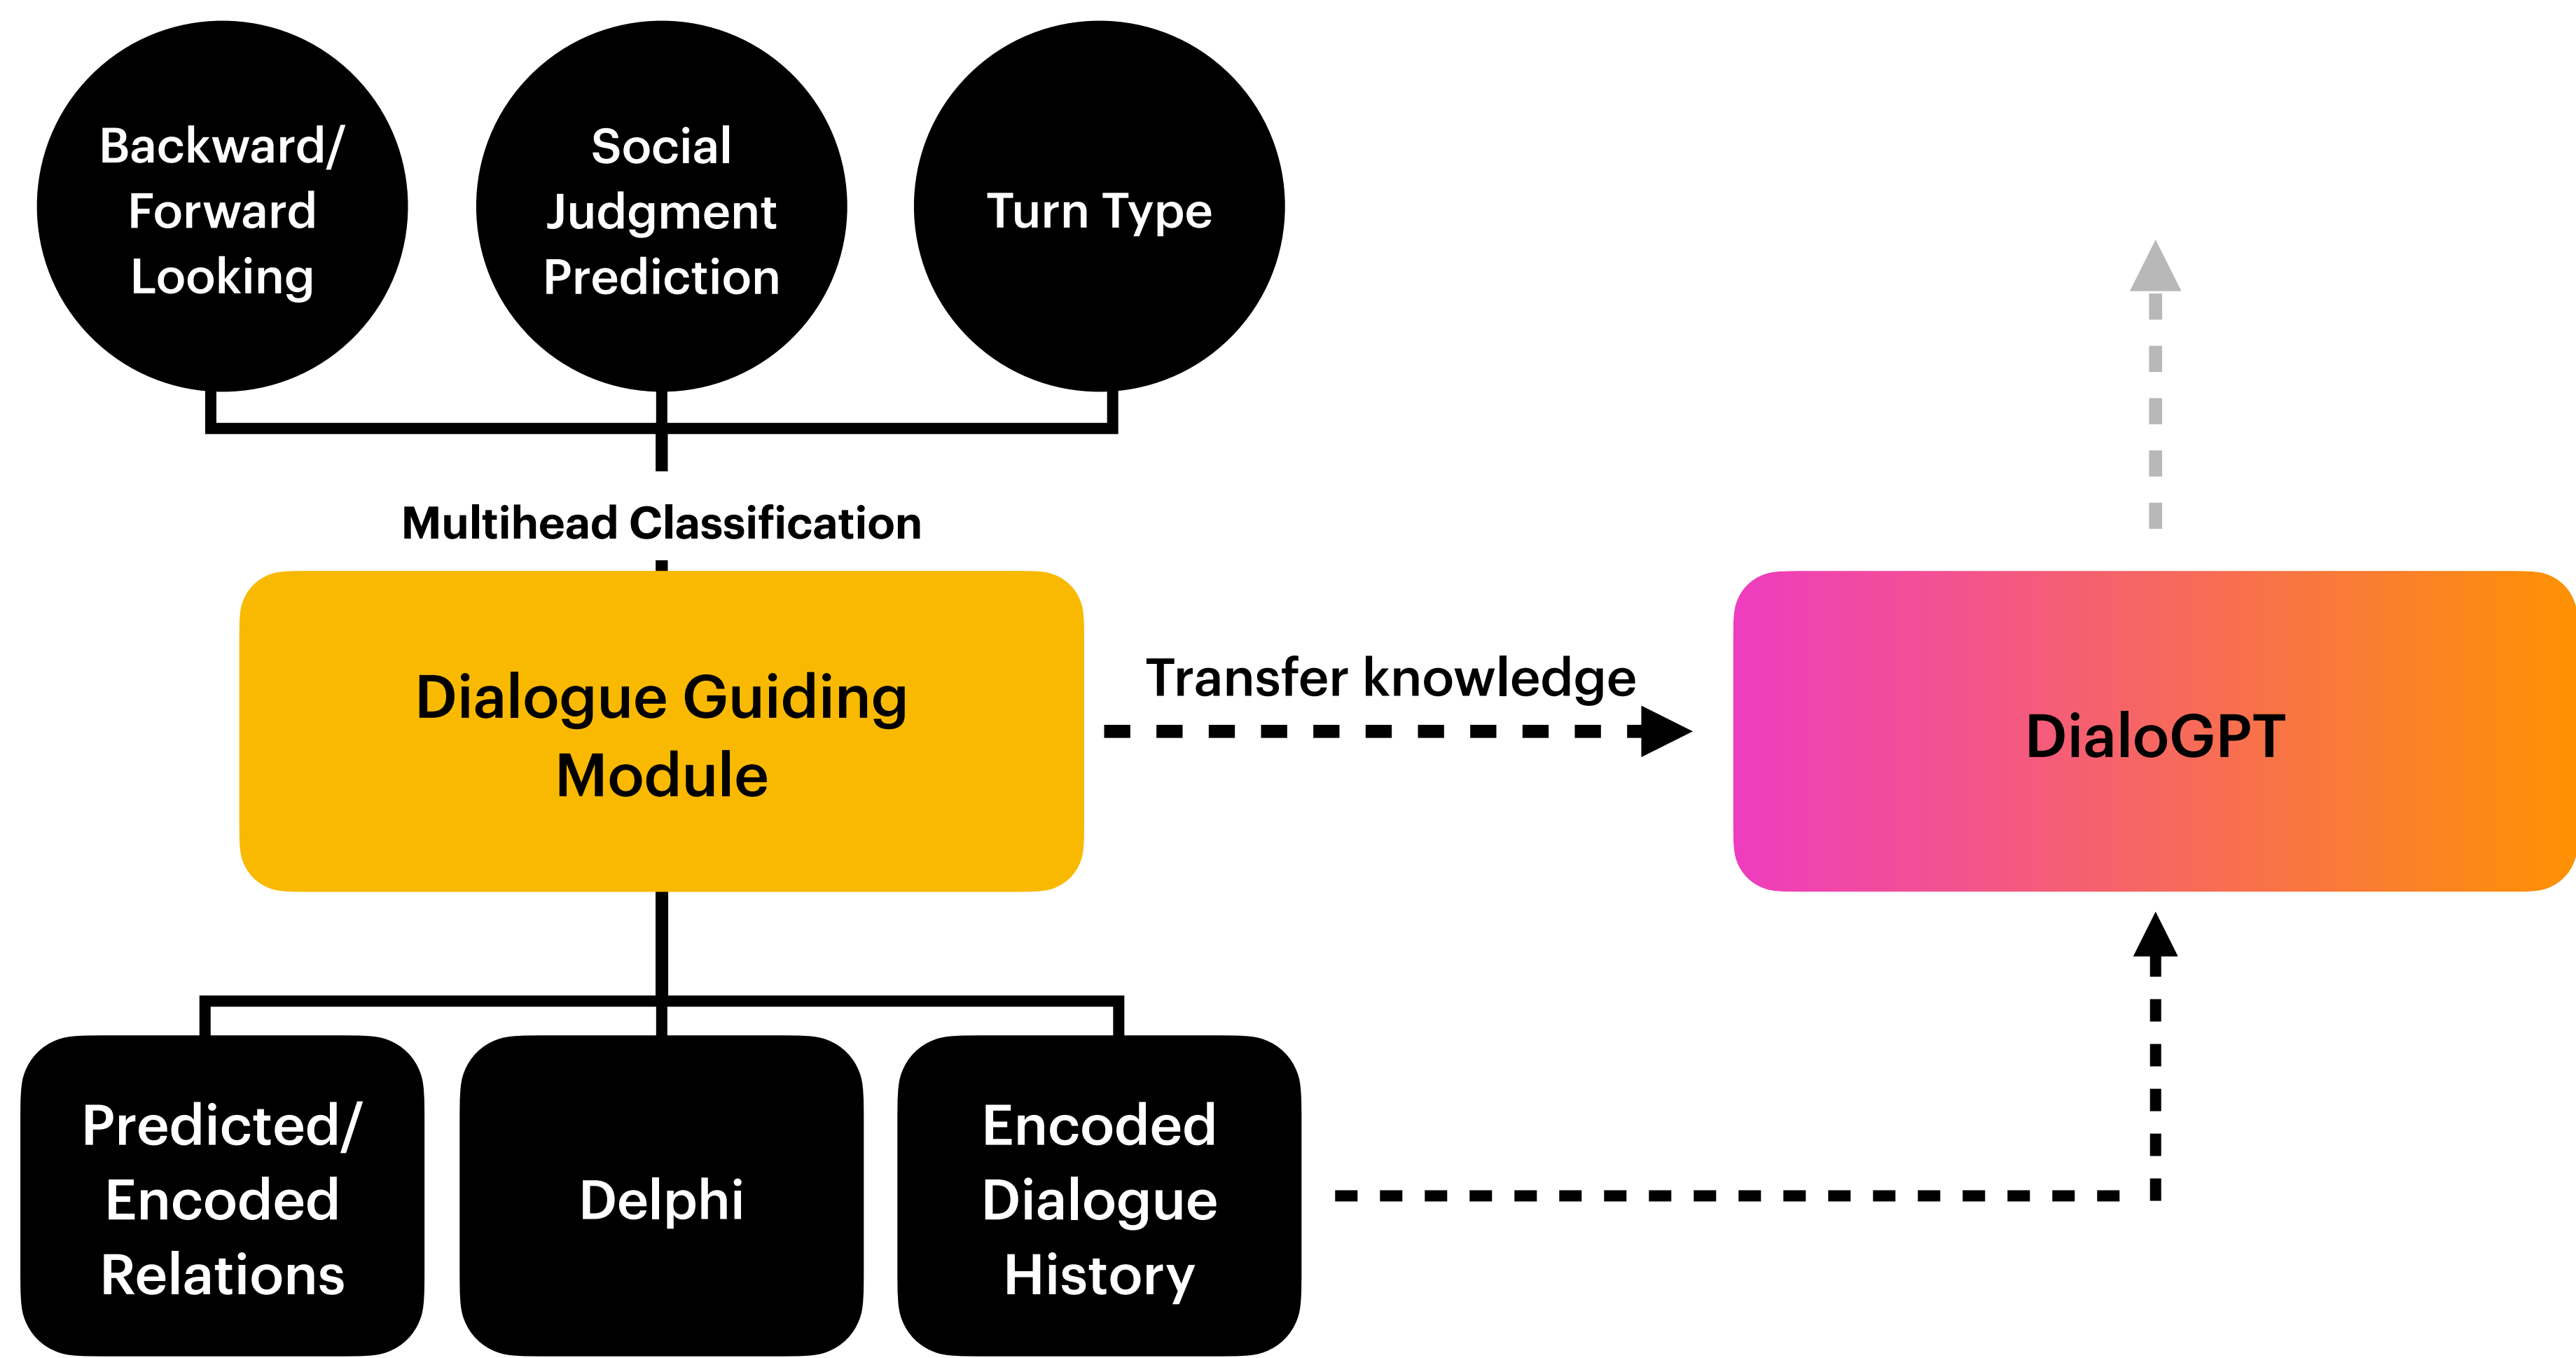 Backward/
Forward
Looking
Social
Judgment
Prediction
Turn Type
Multihead Classification
Dialogue Guiding
Module
Transfer knowledge
DialoGPT
Predicted/
Encoded
Relations
Delphi
Encoded
Dialogue
History